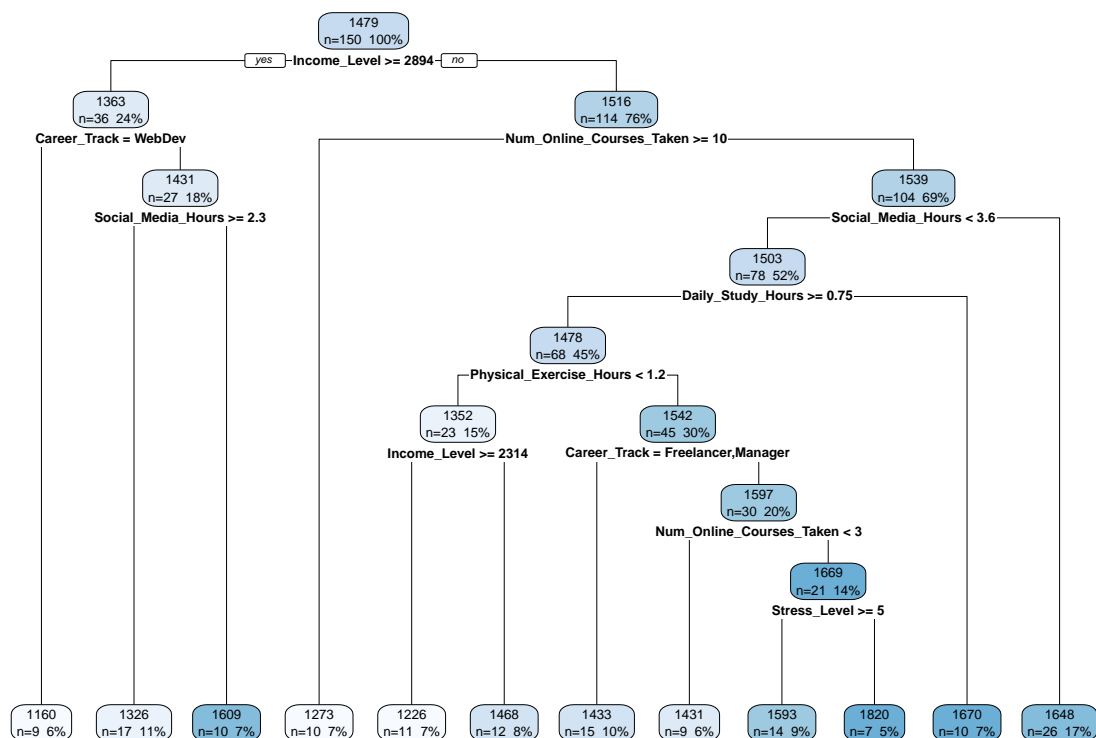 1479
n=150 100%
yes Income_Level >= 2894 no
1363
n=36 24%
1516
n=114 76%
Career_Track = WebDev
Num_Online_Courses_Taken >= 10
1431
n=27 18%
1539
n=104 69%
Social_Media_Hours >= 2.3
Social_Media_Hours < 3.6
1503
n=78 52%
Daily_Study_Hours >= 0.75
1478
n=68 45%
Physical_Exercise_Hours < 1.2
1352
n=23 15%
1542
n=45 30%
Income_Level >= 2314
Career_Track = Freelancer,Manager
1597
n=30 20%
Num_Online_Courses_Taken < 3
1669
n=21 14%
Stress_Level >= 5
1160
n=9 6%
1326
n=17 11%
1609
n=10 7%
1273
n=10 7%
1226
n=11 7%
1468
n=12 8%
1433
n=15 10%
1431
n=9 6%
1593
n=14 9%
1820
n=7 5%
1670
n=10 7%
1648
n=26 17%